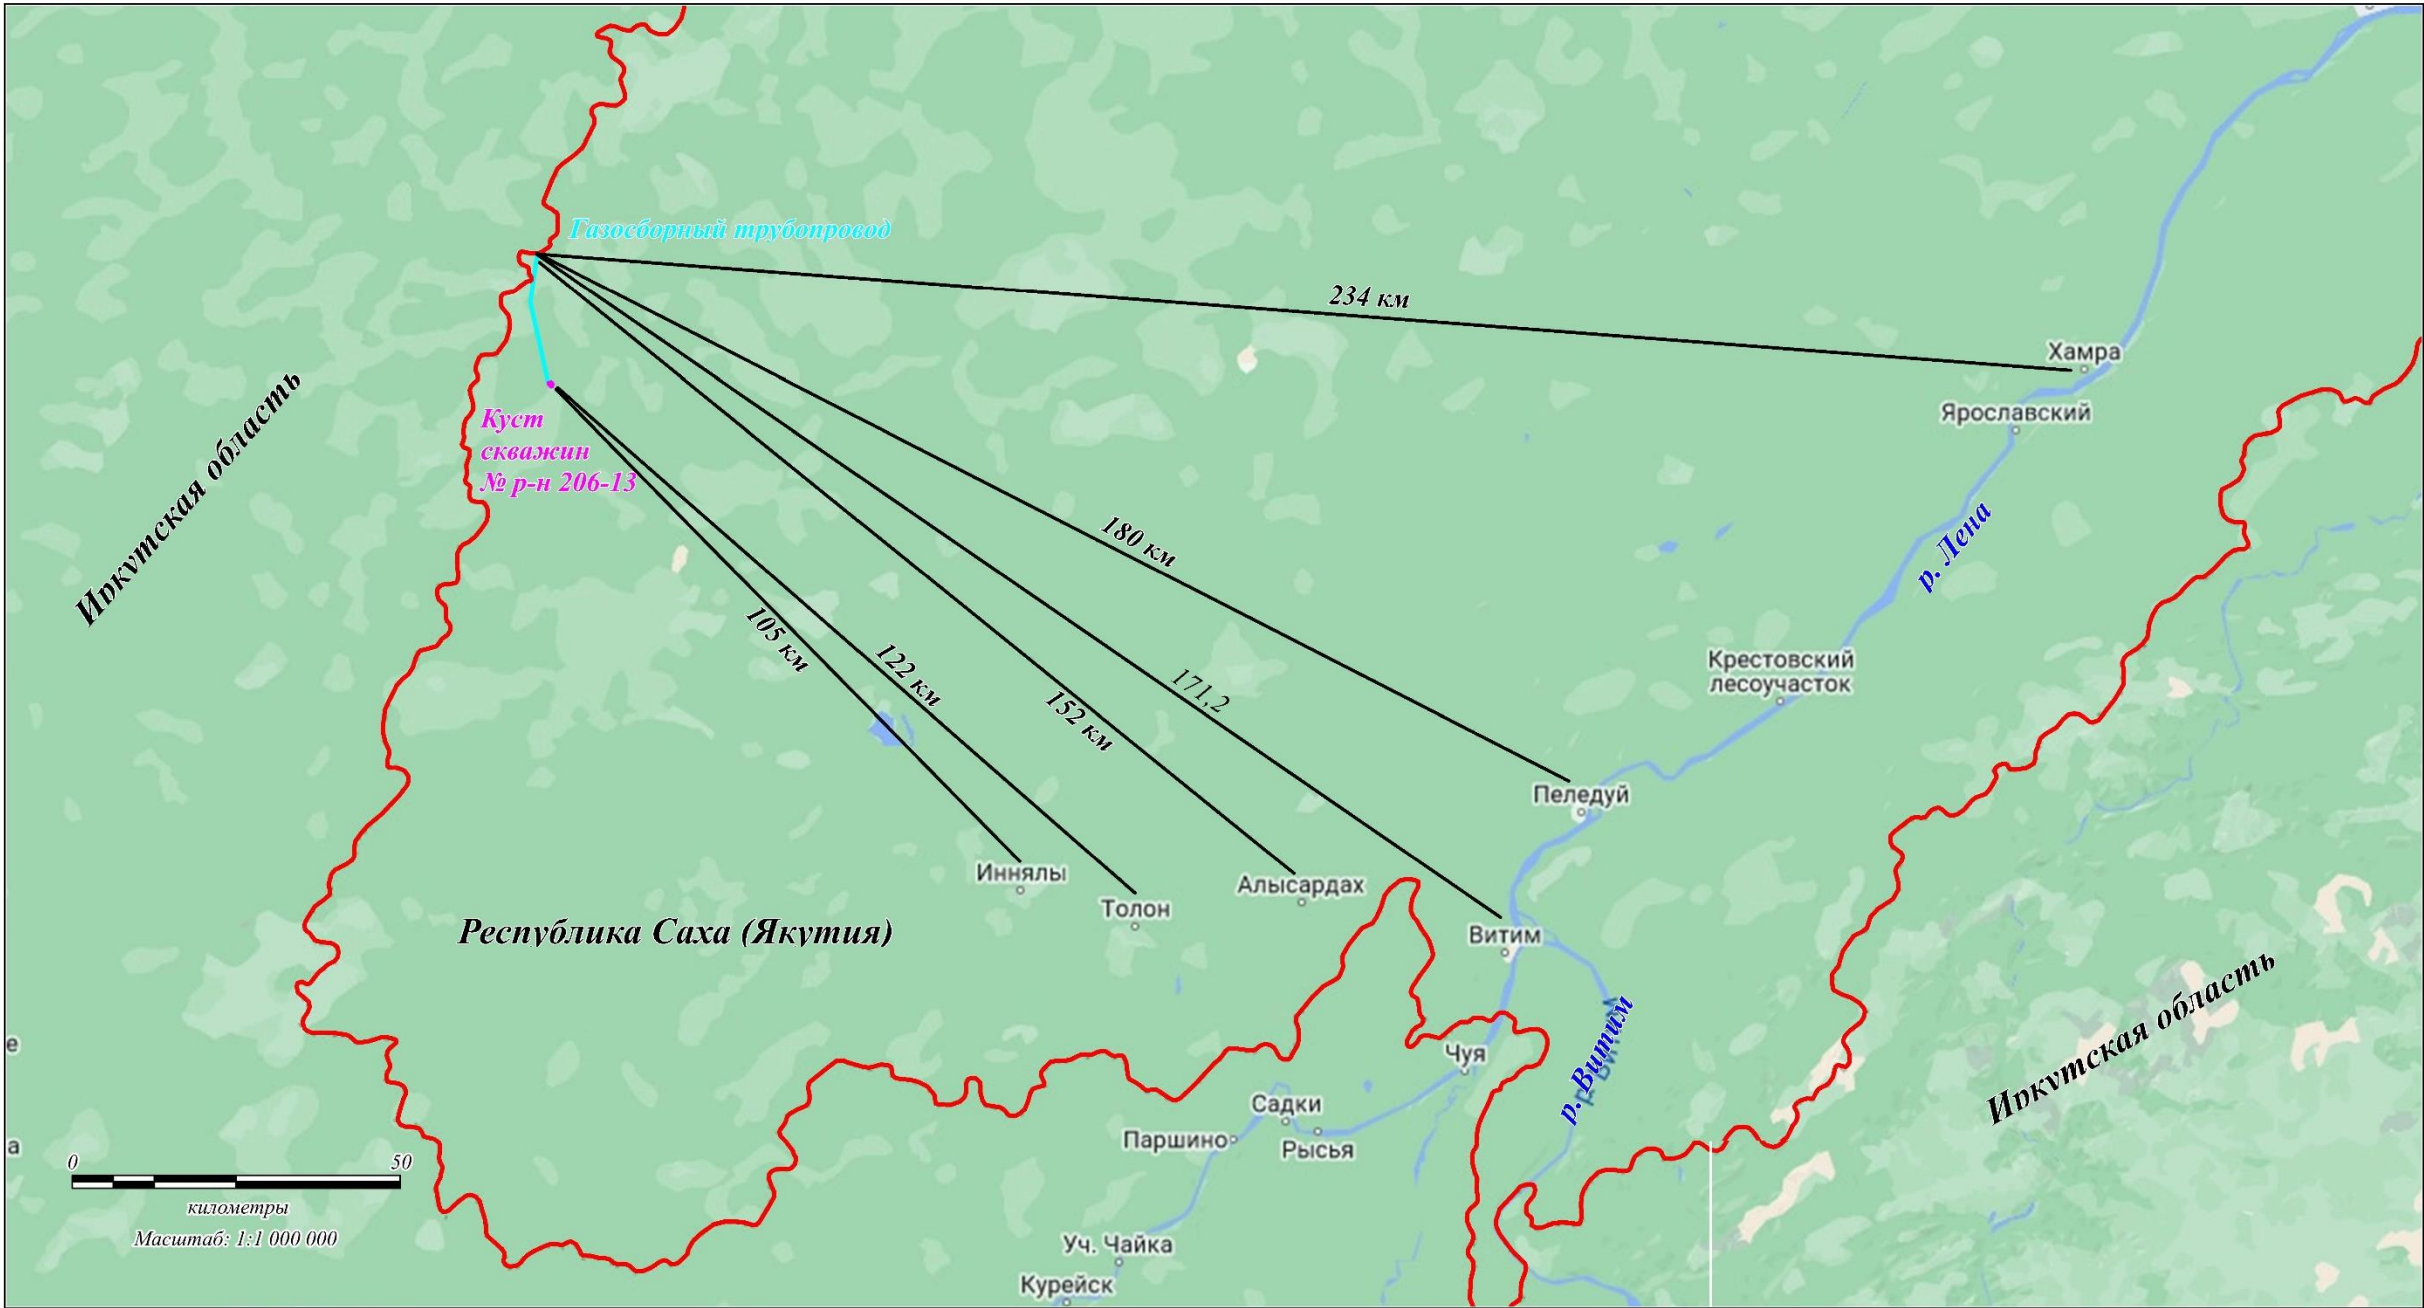 Газосборный трубопровод
234 км
Хамра
Ярославский
Иркутская область
Куст
скважин
№ р-н 206-13
180 км
р. Лена
105 км
122 км
152 км
171,2
Крестовский
лесоучасток
Пеледуй
Иннялы
Толон
Алысардах
Витим
Республика Саха (Якутия)
р. Витим
р. Витим
Иркутская область
е
Чуя
Садки
Паршино
Рысья
а
0 50
километры
Масштаб: 1:1 000 000
Уч. Чайка
Курейск